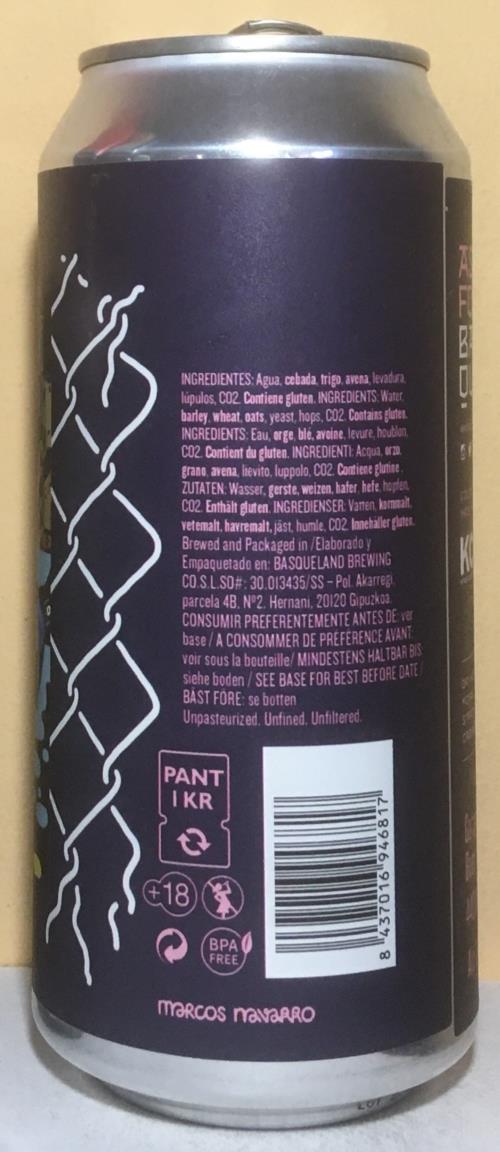 INGREDIENTES: Agua, cebada, trigo, avena, levadura,
lúpulos, CO2. Contiene gluten. INGREDIENTS: Water,
barley, wheat, oats, yeast, hops, CO2. Contains gluten.
INGREDIENTS: Eau, orge, blé, avoine, levure, houblon,
CO2. Contient du gluten. INGREDIENTI: Acqua, orzo,
grano, avena, lievito, luppolo, CO2. Contiene glutine.
ZUTATEN: Wasser, gerste, weizen, hafer, hefe, hopfen,
CO2. Enthält gluten. INGREDIENSER: Vatten, kornmalt,
vetemalt, havremalt, jäst, humle, CO2. Innehåller gluten.
Brewed and Packaged in /Elaborado y
Empaquetado en: BASQUELAND BREWING
CO.S.L.SO#: 30.013435/SS – Pol. Akarregi,
parcela 4B, Nº2. Hernani, 20120 Gipuzkoa.
CONSUMIR PREFERENTEMENTE ANTES DE: ver
base / A CONSOMMER DE PRÉFÉRENCE AVANT:
voir sous la bouteille/ MINDESTENS HALTBAR BIS:
siehe boden / SEE BASE FOR BEST BEFORE DATE /
BÄST FÖRE: se botten
Unpasteurized. Unfined. Unfiltered.
PANT
1 KR
+18
BPA
FREE
8 437016 946817
marcos navarro